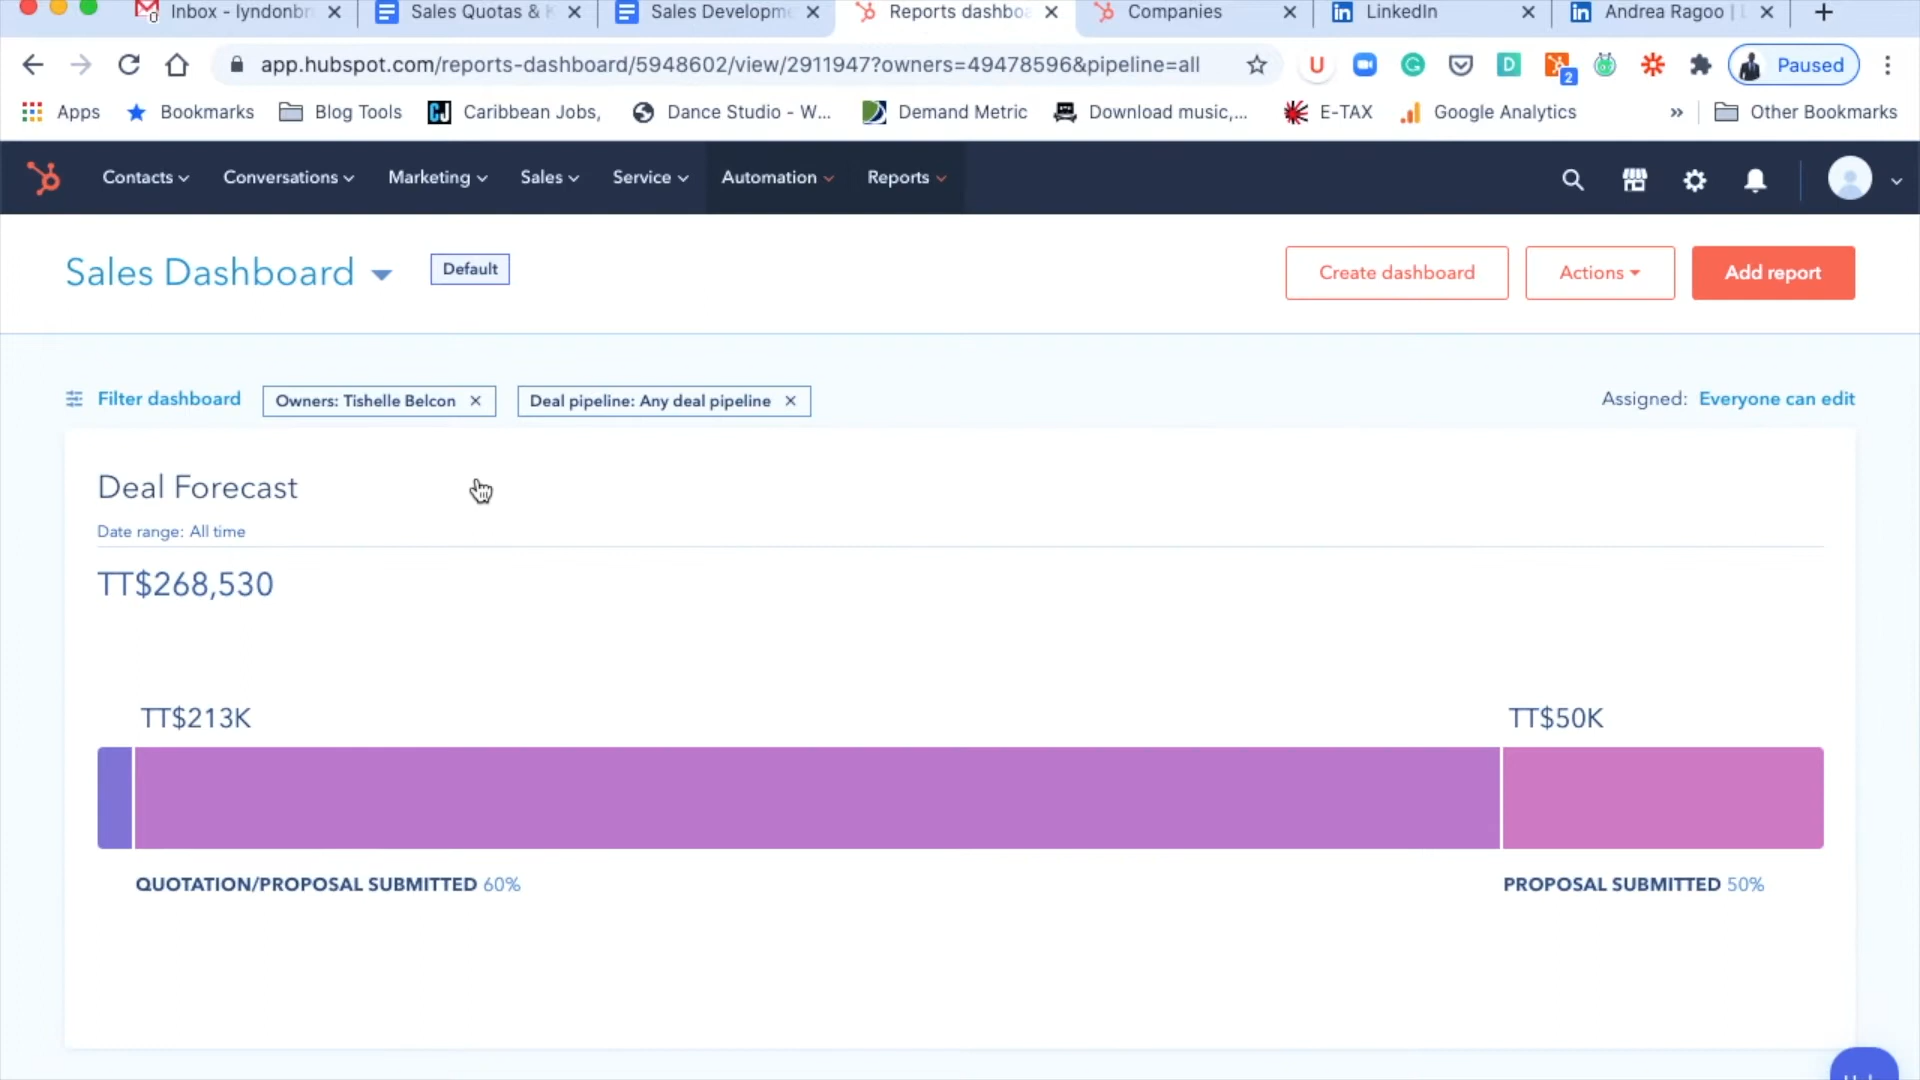 Inbox - lyndonbr
Sales Quotas & K
Sales Developme
Reports dashboa
Companies
LinkedIn
Andrea Ragoo | L
app.hubspot.com/reports-dashboard/5948602/view/2911947?owners=49478596&pipeline=all
2
Paused
Apps
Bookmarks
Blog Tools
CJ
Caribbean Jobs,
Dance Studio - W...
Demand Metric
Download music,...
E-TAX
Google Analytics
»
Other Bookmarks
Contacts
Conversations
Marketing
Sales
Service
Automation
Reports
Sales Dashboard
Default
Create dashboard
Actions
Add report
Filter dashboard
Owners: Tishelle Belcon
Deal pipeline: Any deal pipeline
Assigned: Everyone can edit
Deal Forecast
Date range: All time
TT$268,530
TT$213K
TT$50K
QUOTATION/PROPOSAL SUBMITTED 60%
PROPOSAL SUBMITTED 50%